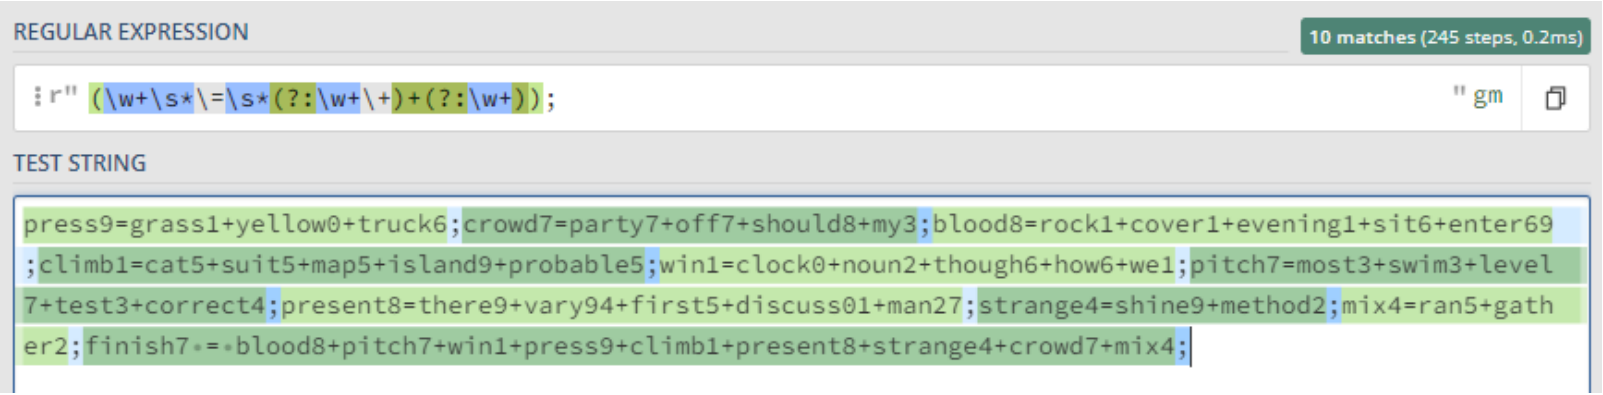 REGULAR EXPRESSION
10 matches (245 steps, 0.2ms)
r" (\w+\s*\=\s*(?:\w+\+)+(?:\w+)); " gm
TEST STRING
press9=grass1+yellow0+truck6;crowd7=party7+off7+should8+my3;blood8=rock1+cover1+evening1+sit6+enter69
;climb1=cat5+suit5+map5+island9+probable5;win1=clock0+noun2+though6+how6+we1;pitch7=most3+swim3+level
7+test3+correct4;present8=there9+vary94+first5+discuss01+man27;strange4=shine9+method2;mix4=ran5+gath
er2;finish7·=·blood8+pitch7+win1+press9+climb1+present8+strange4+crowd7+mix4;